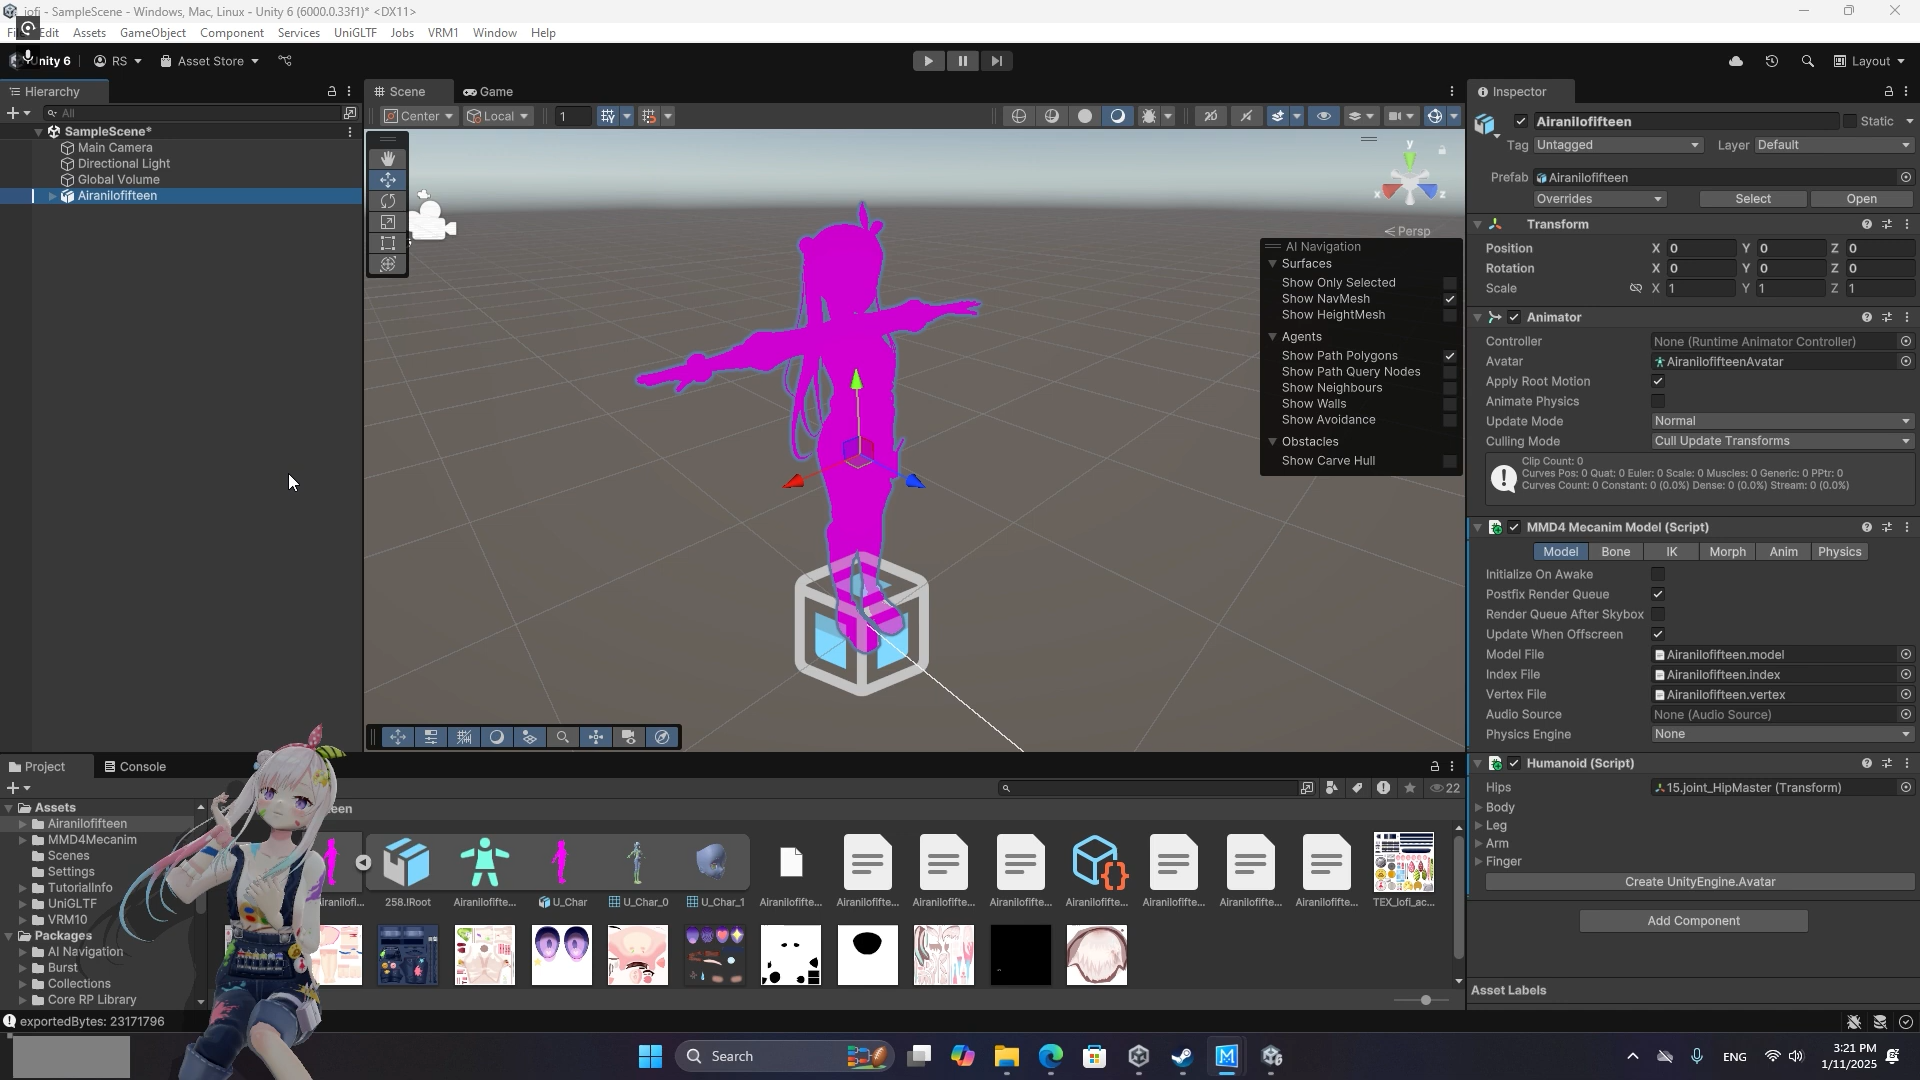 iofi - SampleScene - Windows, Mac, Linux - Unity 6 (6000.0.33f1)* <DX11>
Edit Assets GameObject Component Services UniGLTF Jobs VRM1 Window Help
Unity 6 RS Asset Store Layout
Hierarchy
All
SampleScene*
Main Camera
Directional Light
Global Volume
Airanilofifteen
Scene Game
Center Local 1
2D
y
x z
Persp
AI Navigation
Surfaces
Show Only Selected
Show NavMesh
Show HeightMesh
Agents
Show Path Polygons
Show Path Query Nodes
Show Neighbours
Show Walls
Show Avoidance
Obstacles
Show Carve Hull
Inspector
Airanilofifteen Static
Tag Untagged Layer Default
Prefab Airanilofifteen
Overrides Select Open
Transform
Position X 0 Y 0 Z 0
Rotation X 0 Y 0 Z 0
Scale X 1 Y 1 Z 1
Animator
Controller None (Runtime Animator Controller)
Avatar AiranilofifteenAvatar
Apply Root Motion
Animate Physics
Update Mode Normal
Culling Mode Cull Update Transforms
Clip Count: 0
Curves Pos: 0 Quat: 0 Euler: 0 Scale: 0 Muscles: 0 Generic: 0 PPtr: 0
Curves Count: 0 Constant: 0 (0.0%) Dense: 0 (0.0%) Stream: 0 (0.0%)
MMD4 Mecanim Model (Script)
Model Bone IK Morph Anim Physics
Initialize On Awake
Postfix Render Queue
Render Queue After Skybox
Update When Offscreen
Model File Airanilofifteen.model
Index File Airanilofifteen.index
Vertex File Airanilofifteen.vertex
Audio Source None (Audio Source)
Physics Engine None
Humanoid (Script)
Hips 15.joint_HipMaster (Transform)
Body
Leg
Arm
Finger
Create UnityEngine.Avatar
Add Component
Asset Labels
Project Console
22
Assets
Airanilofifteen
MMD4Mecanim
Scenes
Settings
TutorialInfo
UniGLTF
VRM10
Packages
AI Navigation
Burst
Collections
Core RP Library
een
iranilofi... 258.!Root Airanilofifte... U_Char U_Char_0 U_Char_1 Airanilofifte... Airanilofifte... Airanilofifte... Airanilofifte... Airanilofifte... Airanilofifte... Airanilofifte... Airanilofifte... TEX_Iofi_ac...
exportedBytes: 23171796
Search
ENG
3:21 PM
1/11/2025